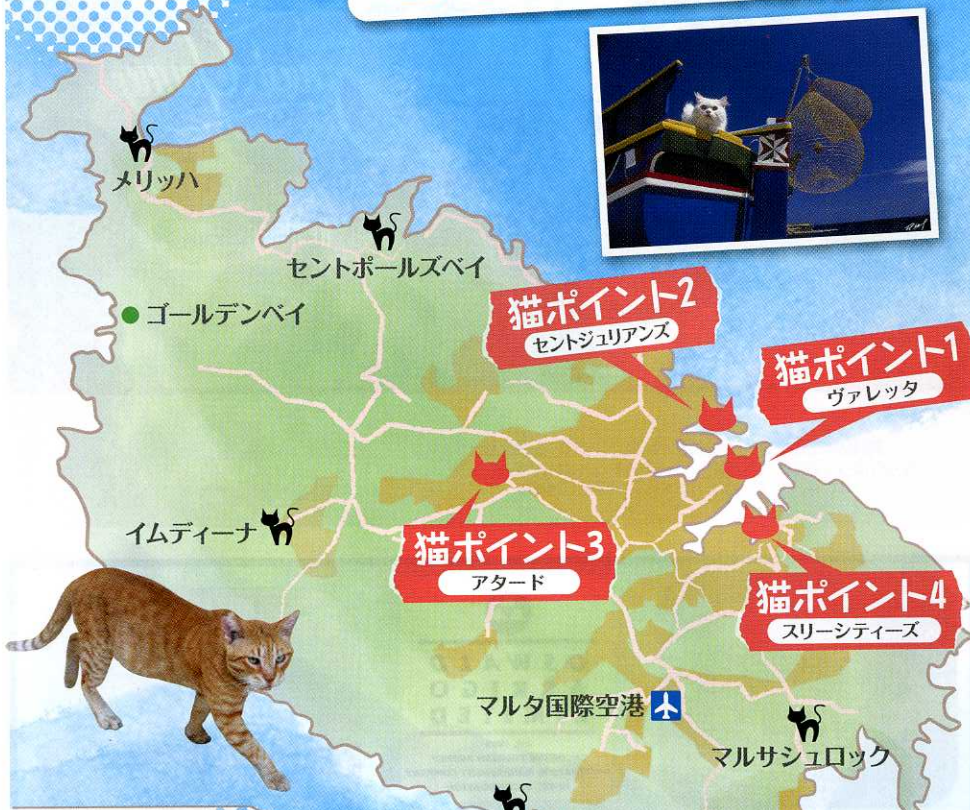 メリッハ
セントポールズベイ
ゴールデンベイ
猫ポイント2
セントジュリアンズ
猫ポイント1
ヴァレッタ
イムディーナ
猫ポイント3
アタード
猫ポイント4
スリーシティーズ
マルタ国際空港
マルサシュロック